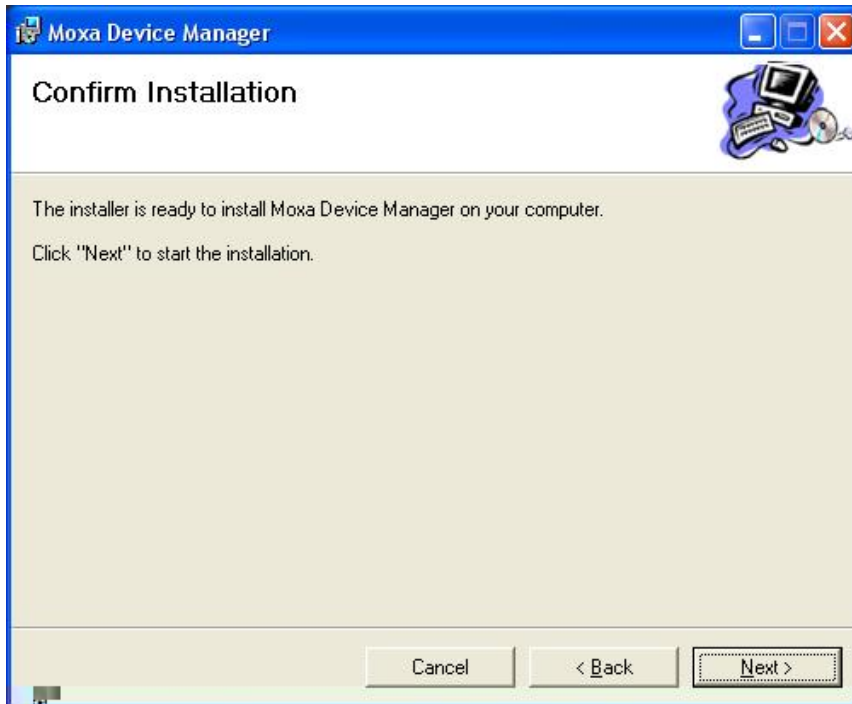 Moxa Device Manager
Confirm Installation
The installer is ready to install Moxa Device Manager on your computer.
Click "Next" to start the installation.
Cancel
< Back
Next >